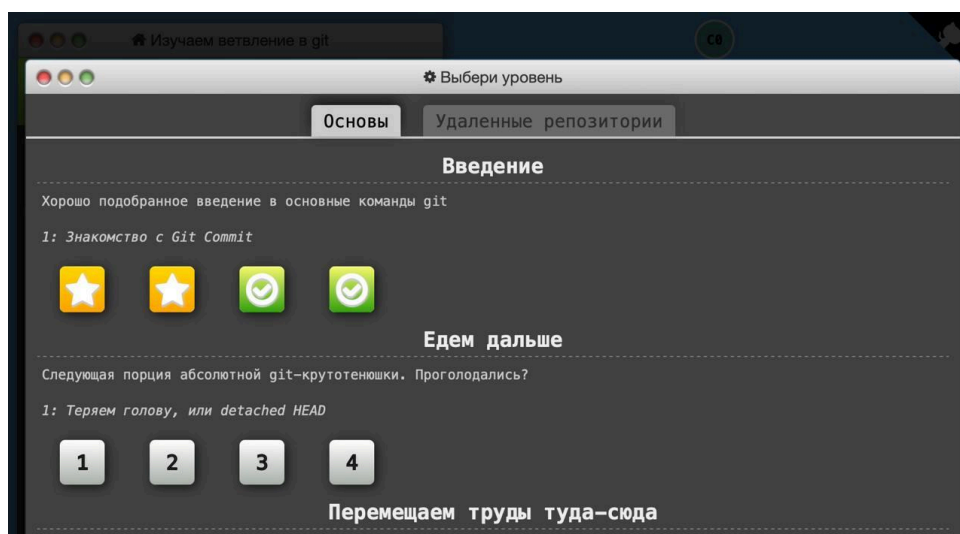 Изучаем ветвление в git
C0
Выбери уровень
Основы
Удаленные репозитории
Введение
Хорошо подобранное введение в основные команды git
1: Знакомство с Git Commit
Едем дальше
Следующая порция абсолютной git-крутотенюшки. Проголодались?
1: Теряем голову, или detached HEAD
1 2 3 4
Перемещаем труды туда-сюда